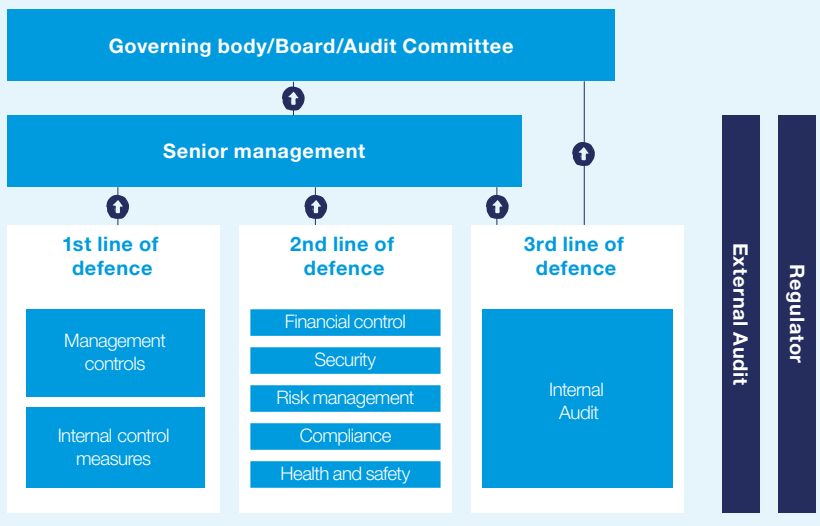 Governing body/Board/Audit Committee
Senior management
1st line of
defence
Management
controls
Internal control
measures
2nd line of
defence
Financial control
Security
Risk management
Compliance
Health and safety
3rd line of
defence
Internal
Audit
External Audit
Regulator